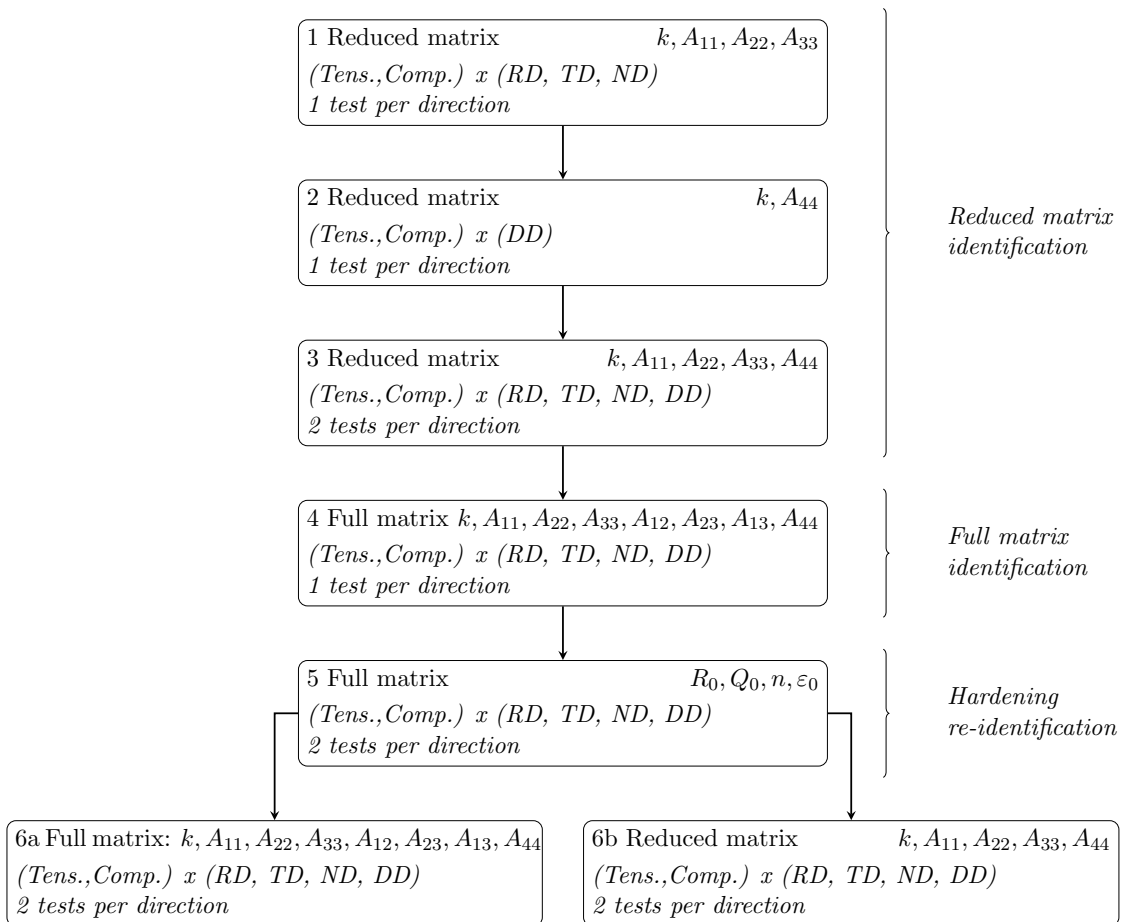 1 Reduced matrix k, A₁₁, A₂₂, A₃₃
(Tens.,Comp.) x (RD, TD, ND)
1 test per direction
2 Reduced matrix k, A₄₄
(Tens.,Comp.) x (DD)
1 test per direction
Reduced matrix
identification
3 Reduced matrix k, A₁₁, A₂₂, A₃₃, A₄₄
(Tens.,Comp.) x (RD, TD, ND, DD)
2 tests per direction
4 Full matrix k, A₁₁, A₂₂, A₃₃, A₁₂, A₂₃, A₁₃, A₄₄
(Tens.,Comp.) x (RD, TD, ND, DD)
1 test per direction
Full matrix
identification
5 Full matrix R₀, Q₀, n, ε₀
(Tens.,Comp.) x (RD, TD, ND, DD)
2 tests per direction
Hardening
re-identification
6a Full matrix: k, A₁₁, A₂₂, A₃₃, A₁₂, A₂₃, A₁₃, A₄₄
(Tens.,Comp.) x (RD, TD, ND, DD)
2 tests per direction
6b Reduced matrix k, A₁₁, A₂₂, A₃₃, A₄₄
(Tens.,Comp.) x (RD, TD, ND, DD)
2 tests per direction